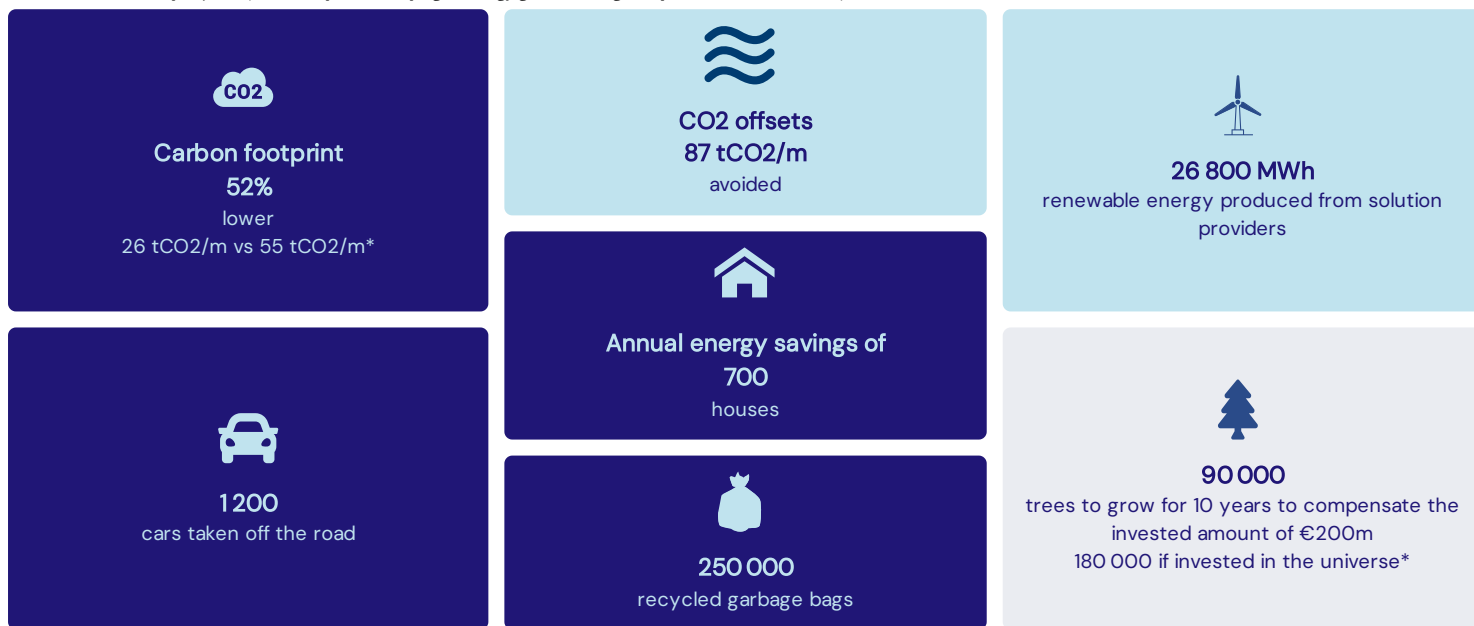 CO2
Carbon footprint
52%
lower
26 tCO2/m vs 55 tCO2/m*
CO2 offsets
87 tCO2/m
avoided
26 800 MWh
renewable energy produced from solution
providers
Annual energy savings of
700
houses
1 200
cars taken off the road
250 000
recycled garbage bags
90 000
trees to grow for 10 years to compensate the
invested amount of €200m
180 000 if invested in the universe*